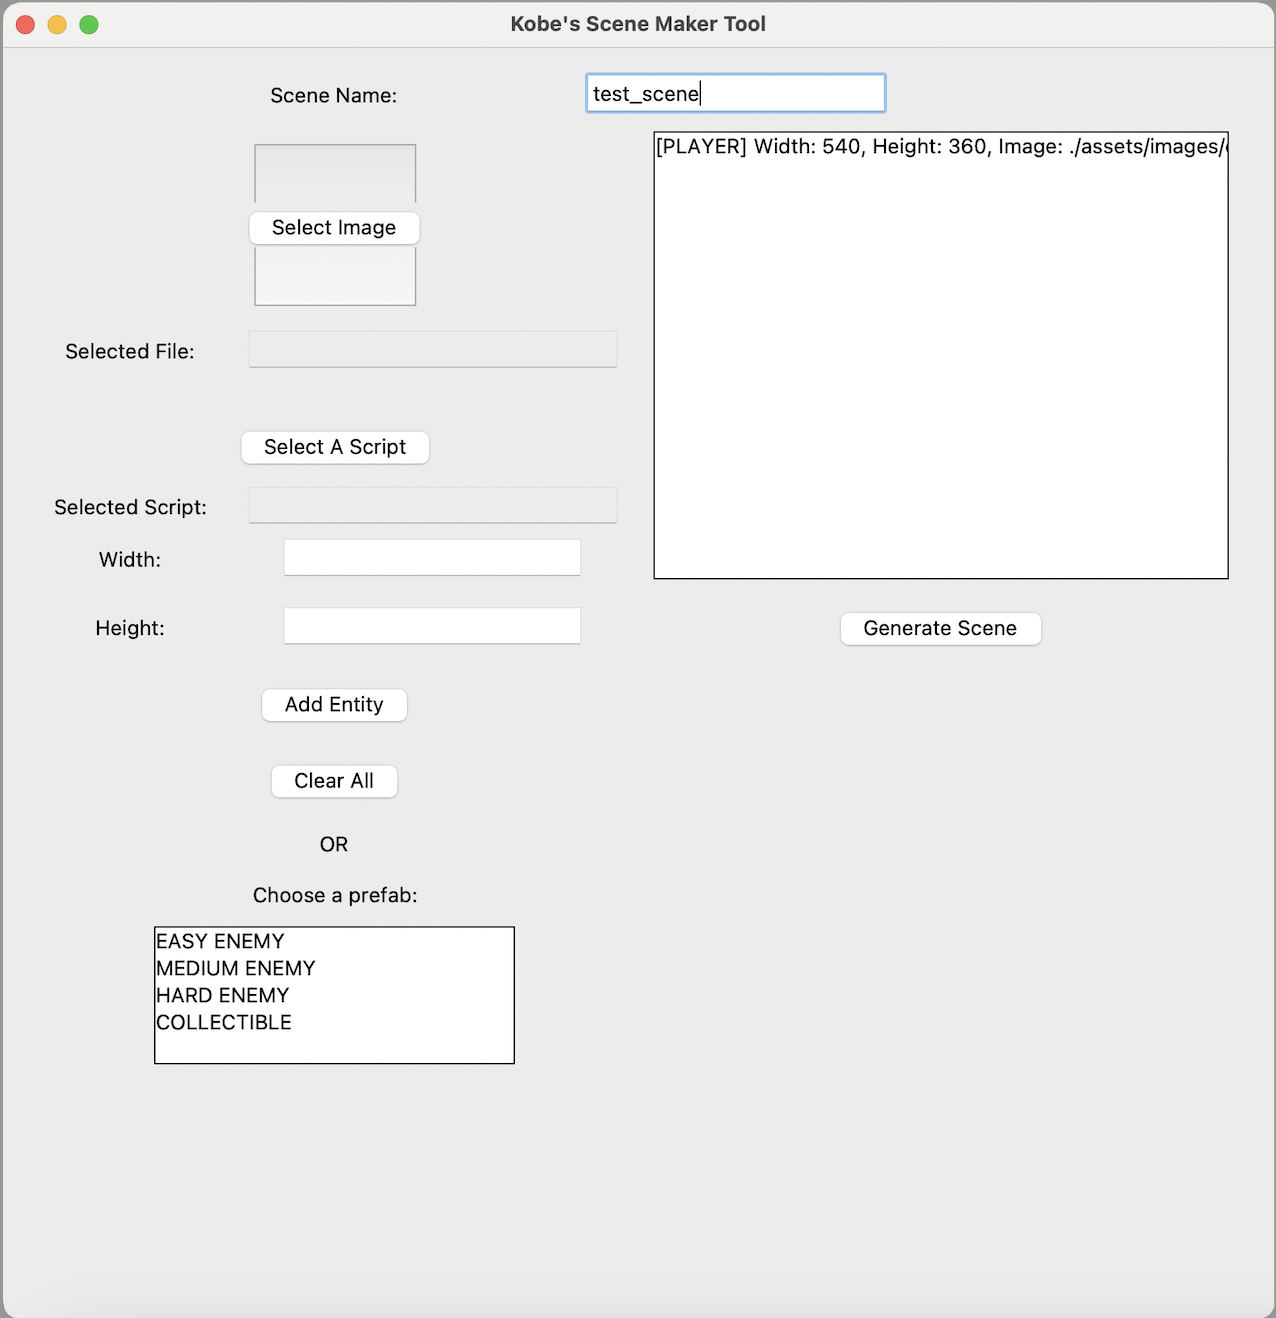 Kobe's Scene Maker Tool
Scene Name:
test_scene
[PLAYER] Width: 540, Height: 360, Image: ./assets/images/
Select Image
Selected File:
Select A Script
Selected Script:
Width:
Height:
Generate Scene
Add Entity
Clear All
OR
Choose a prefab:
EASY ENEMY
MEDIUM ENEMY
HARD ENEMY
COLLECTIBLE